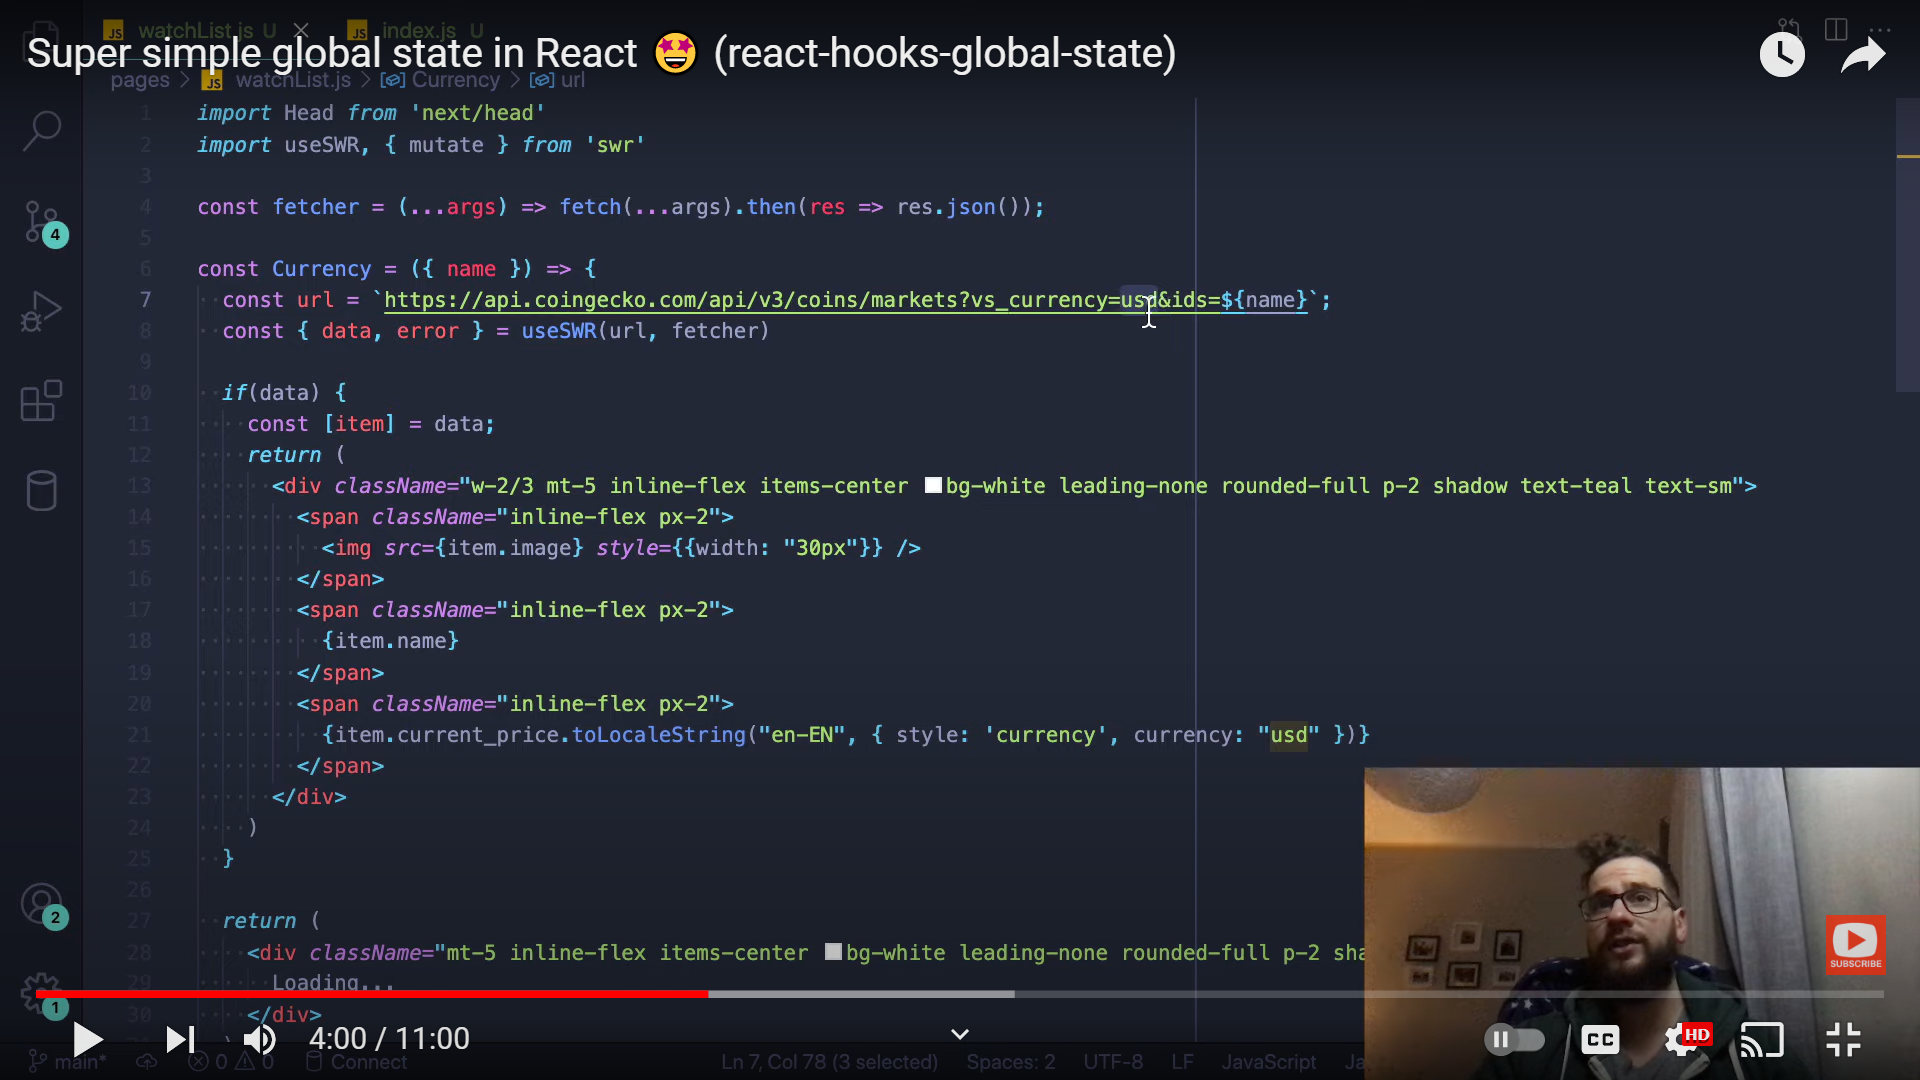 watchList.js U
index.js U
Super simple global state in React 🤩 (react-hooks-global-state)
pages > watchList.js > Currency > url
1 import Head from 'next/head'
2 import useSWR, { mutate } from 'swr'
3
4 const fetcher = (...args) => fetch(...args).then(res => res.json());
5
6 const Currency = ({ name }) => {
7 const url = `https://api.coingecko.com/api/v3/coins/markets?vs_currency=usd&ids=${name}`;
8 const { data, error } = useSWR(url, fetcher)
9
10 if(data) {
11 const [item] = data;
12 return (
13 <div className="w-2/3 mt-5 inline-flex items-center bg-white leading-none rounded-full p-2 shadow text-teal text-sm">
14 <span className="inline-flex px-2">
15 <img src={item.image} style={{width: "30px"}} />
16 </span>
17 <span className="inline-flex px-2">
18 {item.name}
19 </span>
20 <span className="inline-flex px-2">
21 {item.current_price.toLocaleString("en-EN", { style: 'currency', currency: "usd" })}
22 </span>
23 </div>
24 )
25 }
26
27 return (
28 <div className="mt-5 inline-flex items-center bg-white leading-none rounded-full p-2 sha
29 Loading...
30 </div>
4
2
1
SUBSCRIBE
4:00 / 11:00
CC
HD
main* 0 0 Connect
Ln 7, Col 78 (3 selected) Spaces: 2 UTF-8 LF JavaScript Ja